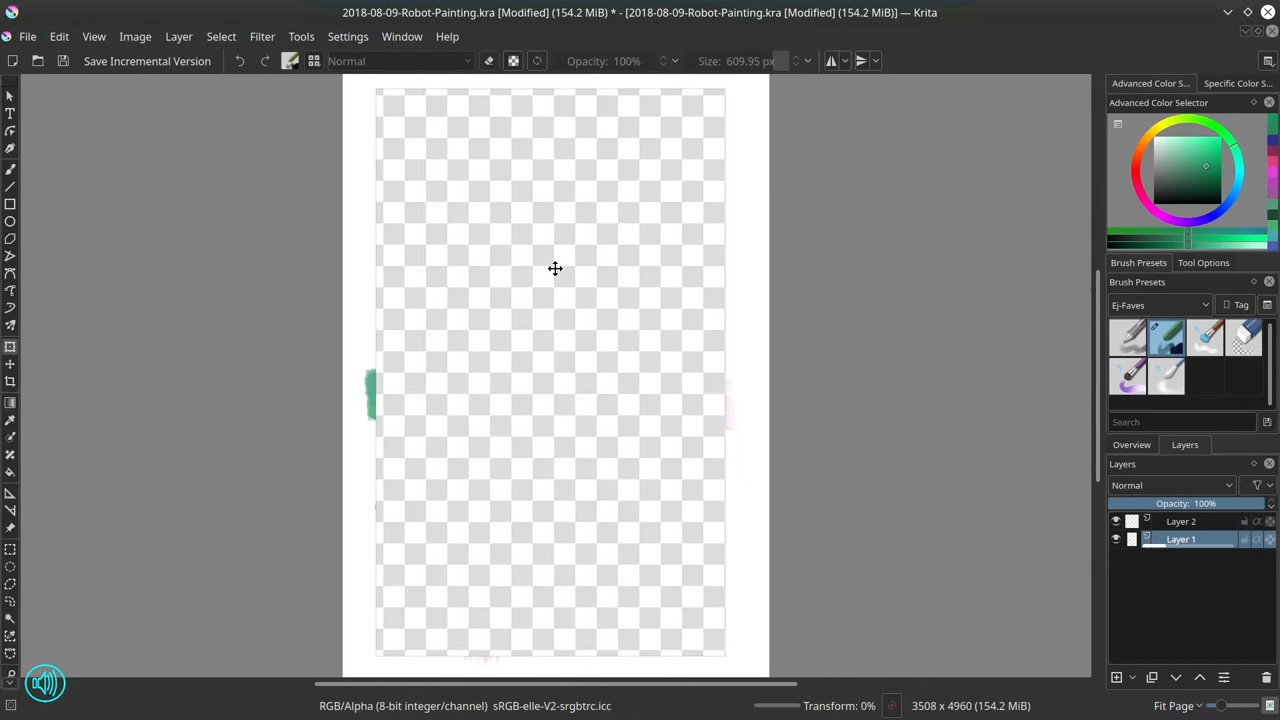 2018-08-09-Robot-Painting.kra [Modified] (154.2 MiB) * - [2018-08-09-Robot-Painting.kra [Modified] (154.2 MiB)] — Krita
File Edit View Image Layer Select Filter Tools Settings Window Help
Save Incremental Version Normal Opacity: 100% Size: 609.95 px
Advanced Color S... Specific Color S...
Advanced Color Selector
Brush Presets Tool Options
Brush Presets
Ej-Faves Tag
Search
Overview Layers
Layers
Normal
Opacity: 100%
Layer 2
Layer 1
RGB/Alpha (8-bit integer/channel) sRGB-elle-V2-srgbtrc.icc Transform: 0% 3508 x 4960 (154.2 MiB) Fit Page